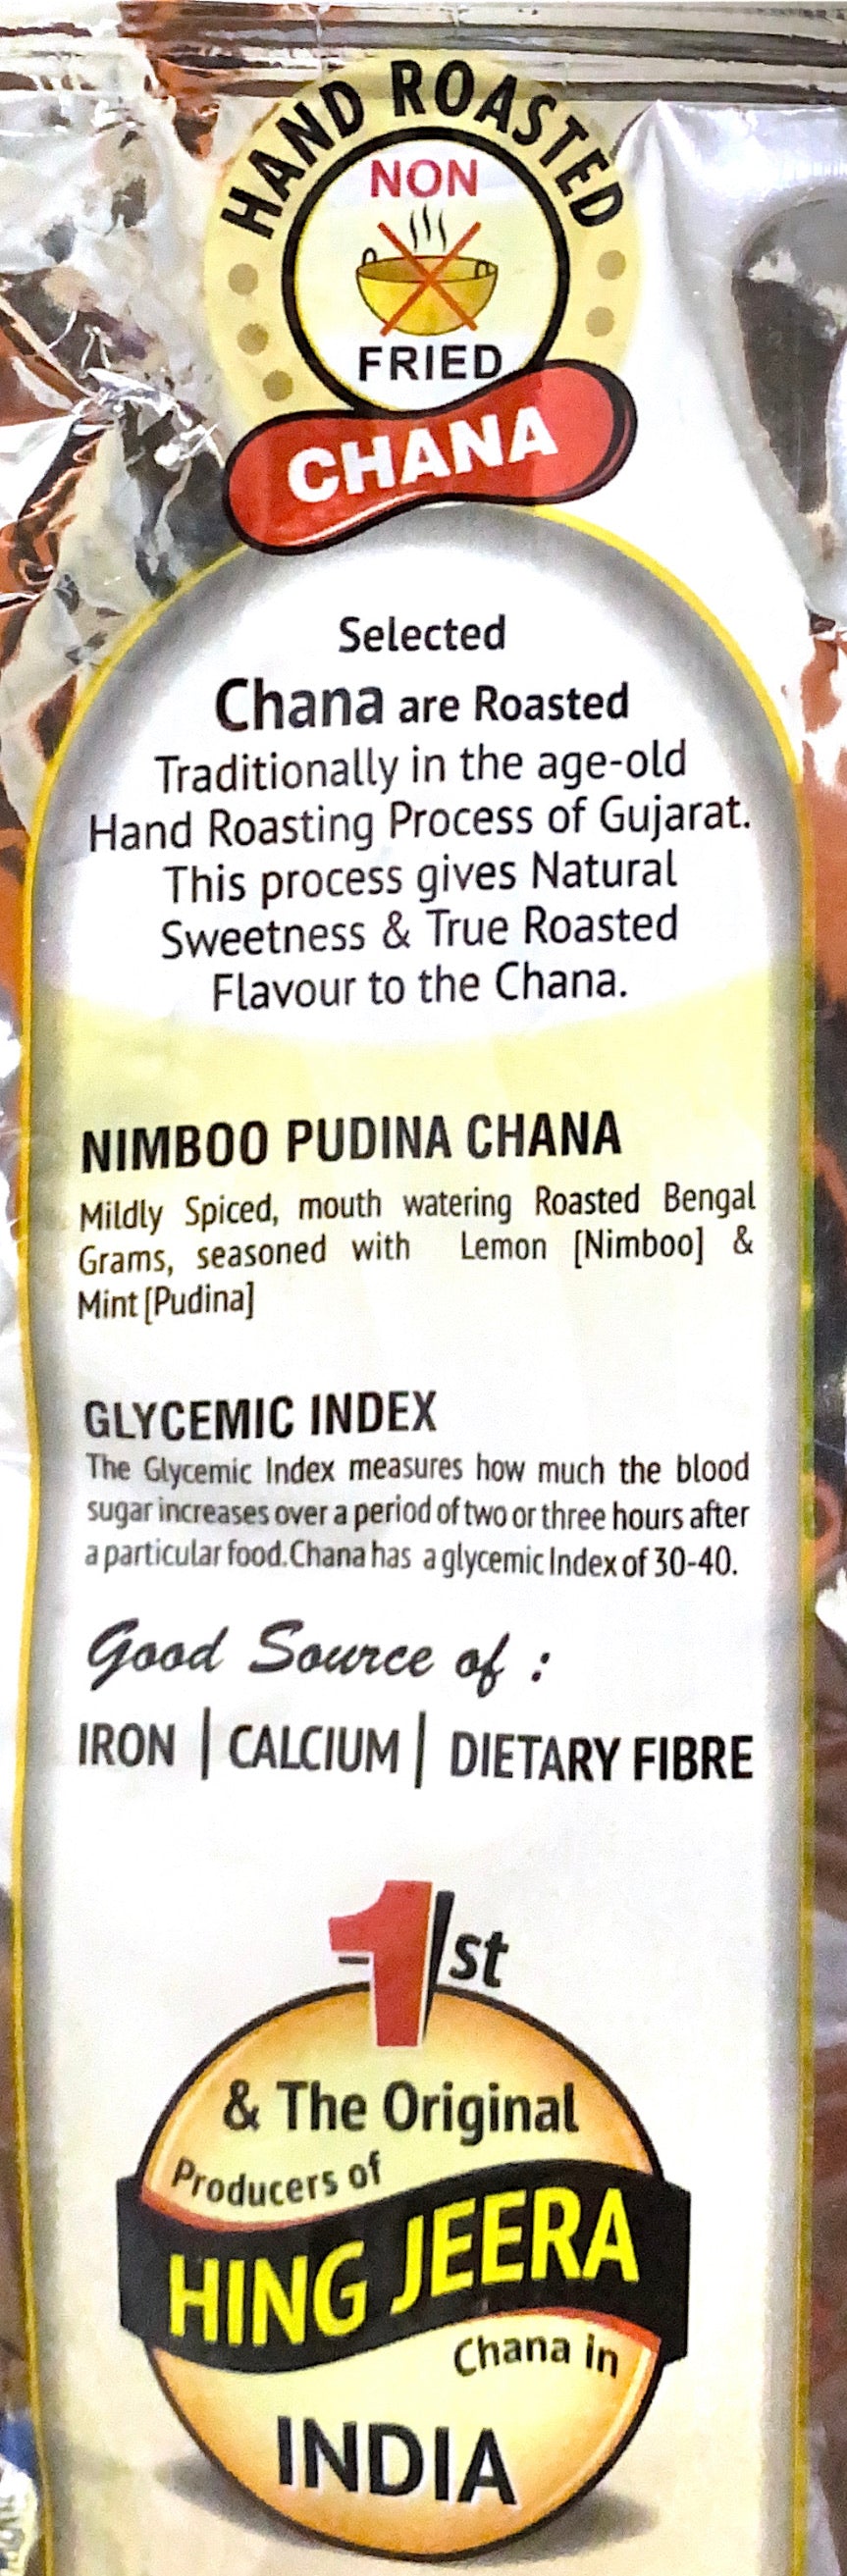 HAND ROASTED
NON
FRIED
CHANA
Selected
Chana are Roasted
Traditionally in the age-old
Hand Roasting Process of Gujarat.
This process gives Natural
Sweetness & True Roasted
Flavour to the Chana.
NIMBOO PUDINA CHANA
Mildly Spiced, mouth watering Roasted Bengal
Grams, seasoned with Lemon [Nimboo] &
Mint [Pudina]
GLYCEMIC INDEX
The Glycemic Index measures how much the blood
sugar increases over a period of two or three hours after
a particular food.Chana has a glycemic Index of 30-40.
Good Source of :
IRON | CALCIUM | DIETARY FIBRE
1st
& The Original
Producers of
HING JEERA
Chana in
INDIA